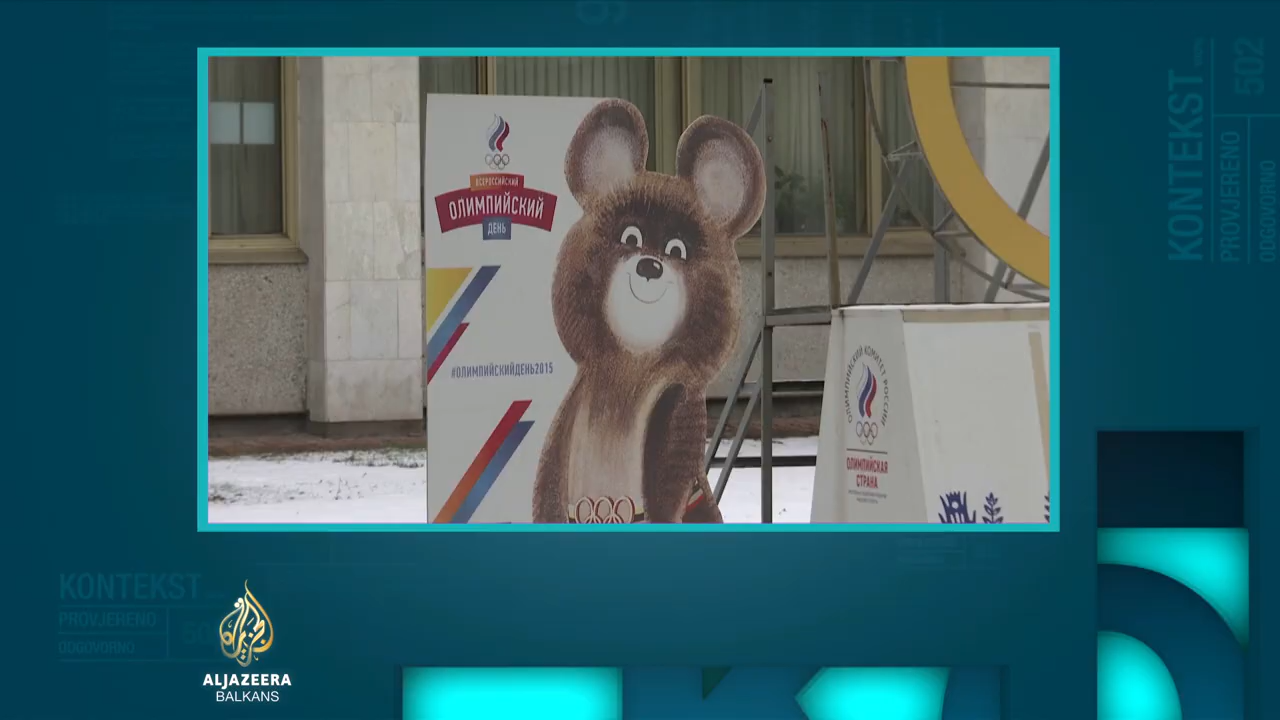 ВСЕРОССИЙСКИЙ
ОЛИМПИЙСКИЙ
ДЕНЬ
#ОЛИМПИЙСКИЙДЕНЬ2015
ОЛИМПИЙСКИЙ КОМИТЕТ РОССИИ
ОЛИМПИЙСКАЯ
СТРАНА
KONTEKST
PROVJERENO
ODGOVORNO
502
KONTEKST
PROVJERENO
ODGOVORNO
ALJAZEERA
BALKANS